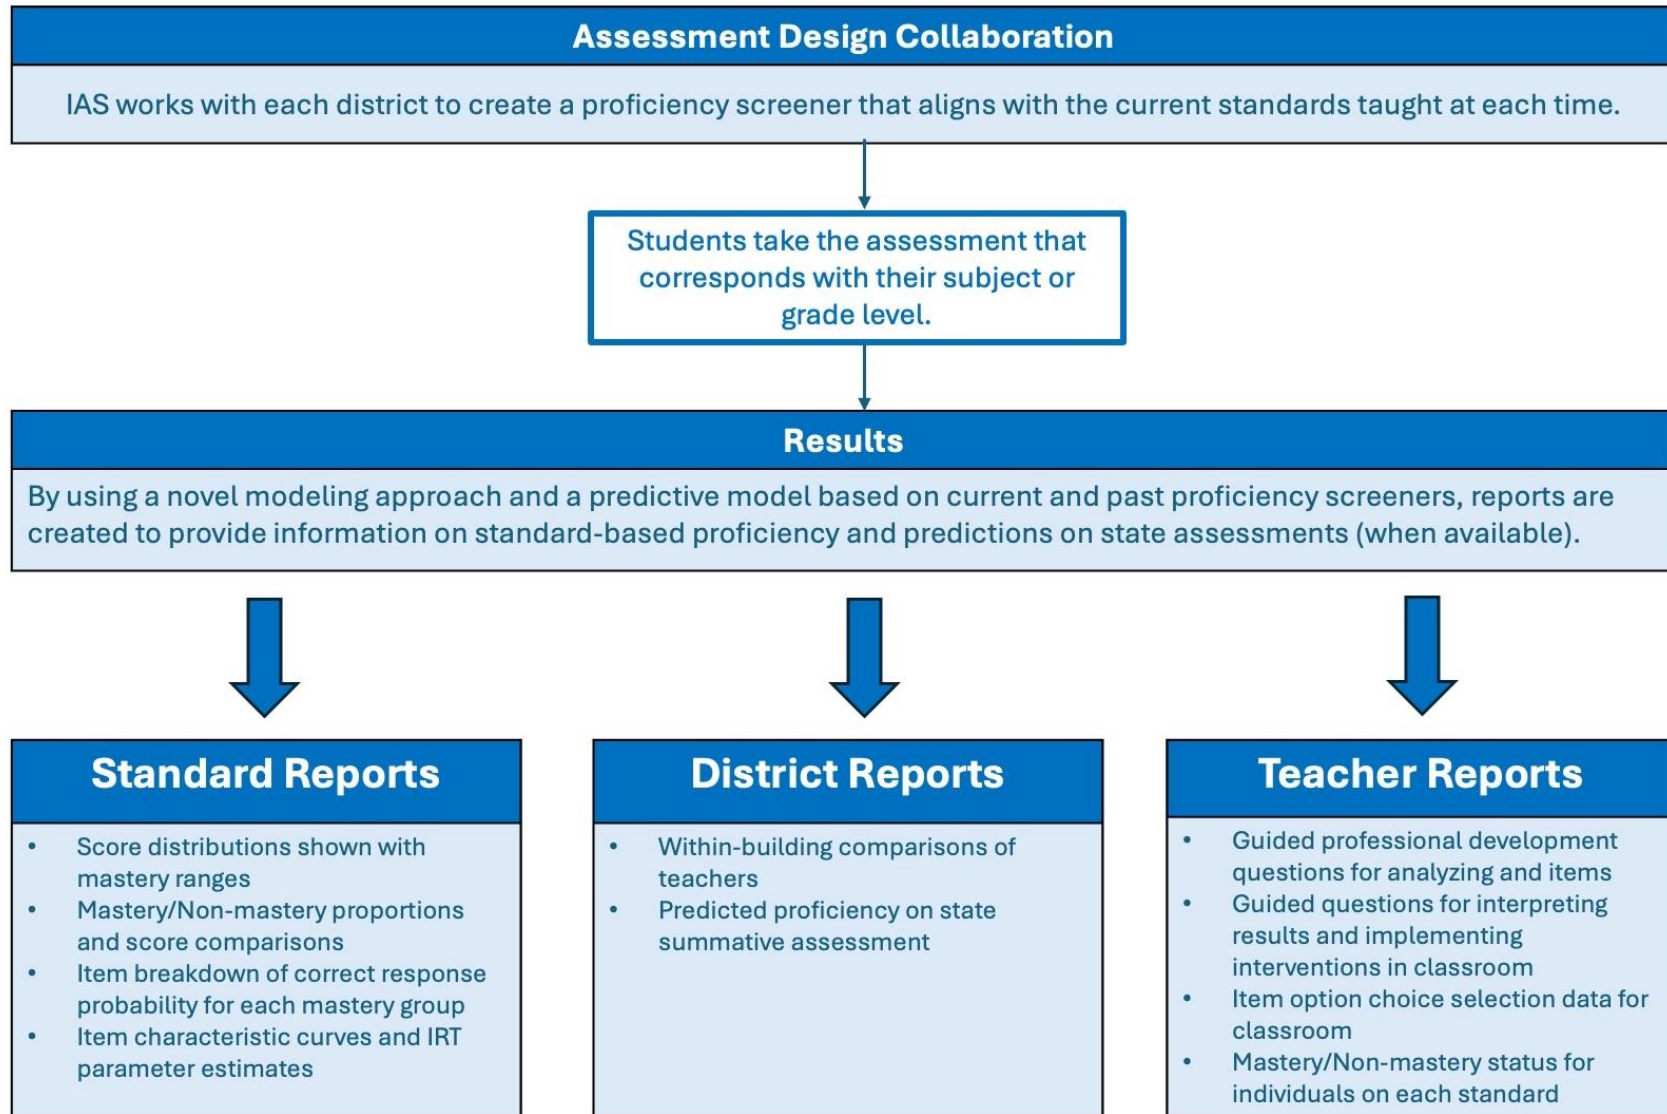 Assessment Design Collaboration
IAS works with each district to create a proficiency screener that aligns with the current standards taught at each time.
Students take the assessment that
corresponds with their subject or
grade level.
Results
By using a novel modeling approach and a predictive model based on current and past proficiency screeners, reports are
created to provide information on standard-based proficiency and predictions on state assessments (when available).
Standard Reports
• Score distributions shown with
mastery ranges
• Mastery/Non-mastery proportions
and score comparisons
• Item breakdown of correct response
probability for each mastery group
• Item characteristic curves and IRT
parameter estimates
District Reports
• Within-building comparisons of
teachers
• Predicted proficiency on state
summative assessment
Teacher Reports
• Guided professional development
questions for analyzing and items
• Guided questions for interpreting
results and implementing
interventions in classroom
• Item option choice selection data for
classroom
• Mastery/Non-mastery status for
individuals on each standard